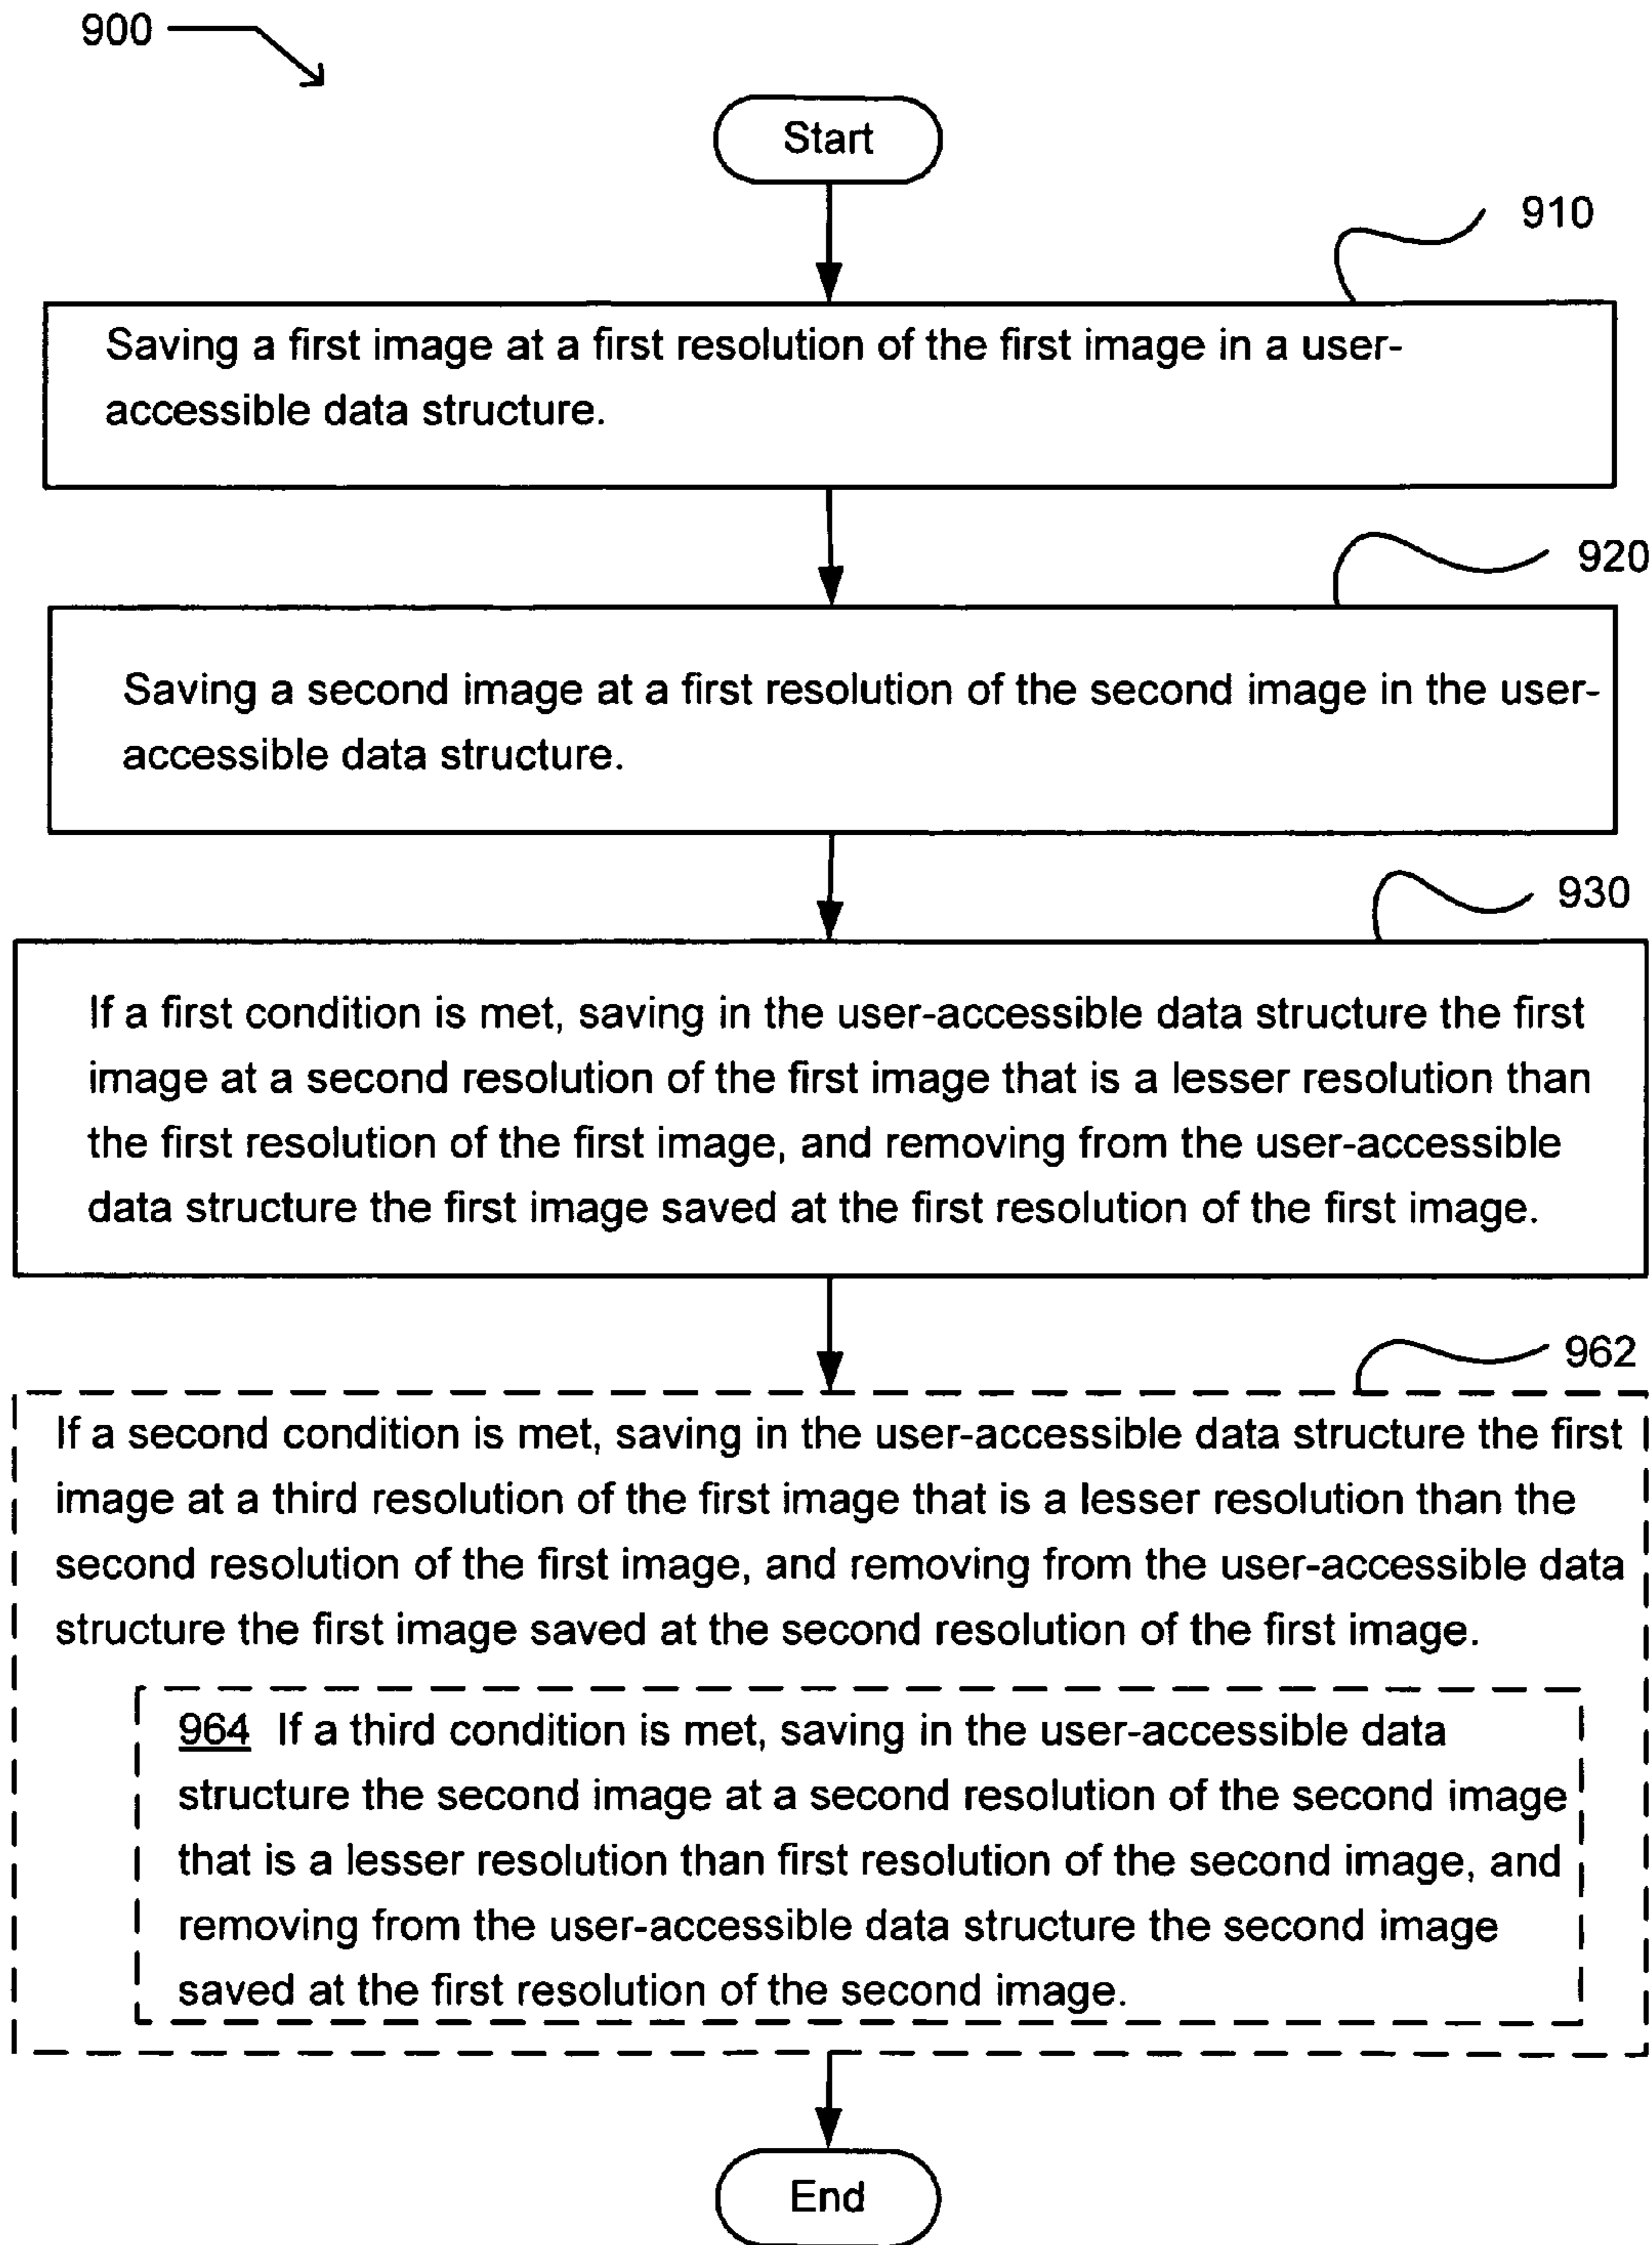 900
Start
910
Saving a first image at a first resolution of the first image in a user-
accessible data structure.
920
Saving a second image at a first resolution of the second image in the user-
accessible data structure.
930
If a first condition is met, saving in the user-accessible data structure the first
image at a second resolution of the first image that is a lesser resolution than
the first resolution of the first image, and removing from the user-accessible
data structure the first image saved at the first resolution of the first image.
962
If a second condition is met, saving in the user-accessible data structure the first
image at a third resolution of the first image that is a lesser resolution than the
second resolution of the first image, and removing from the user-accessible data
structure the first image saved at the second resolution of the first image.
964 If a third condition is met, saving in the user-accessible data
structure the second image at a second resolution of the second image
that is a lesser resolution than first resolution of the second image, and
removing from the user-accessible data structure the second image
saved at the first resolution of the second image.
End